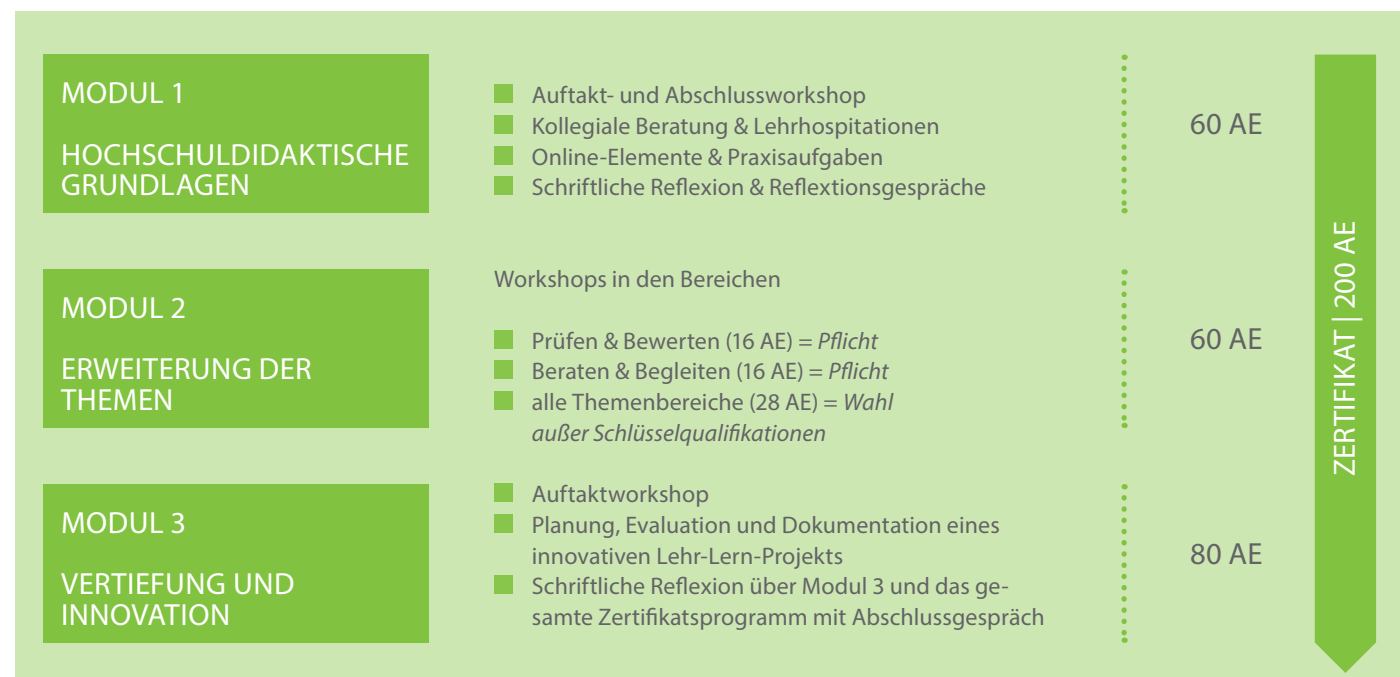 MODUL 1
HOCHSCHULDIDAKTISCHE
GRUNDLAGEN
Auftakt- und Abschlussworkshop
Kollegiale Beratung & Lehrhospitationen
Online-Elemente & Praxisaufgaben
Schriftliche Reflexion & Reflextionsgespräche
60 AE
MODUL 2
ERWEITERUNG DER
THEMEN
Workshops in den Bereichen
Prüfen & Bewerten (16 AE) = Pflicht
Beraten & Begleiten (16 AE) = Pflicht
alle Themenbereiche (28 AE) = Wahl
außer Schlüsselqualifikationen
60 AE
MODUL 3
VERTIEFUNG UND
INNOVATION
Auftaktworkshop
Planung, Evaluation und Dokumentation eines
innovativen Lehr-Lern-Projekts
Schriftliche Reflexion über Modul 3 und das ge-
samte Zertifikatsprogramm mit Abschlussgespräch
80 AE
ZERTIFIKAT | 200 AE